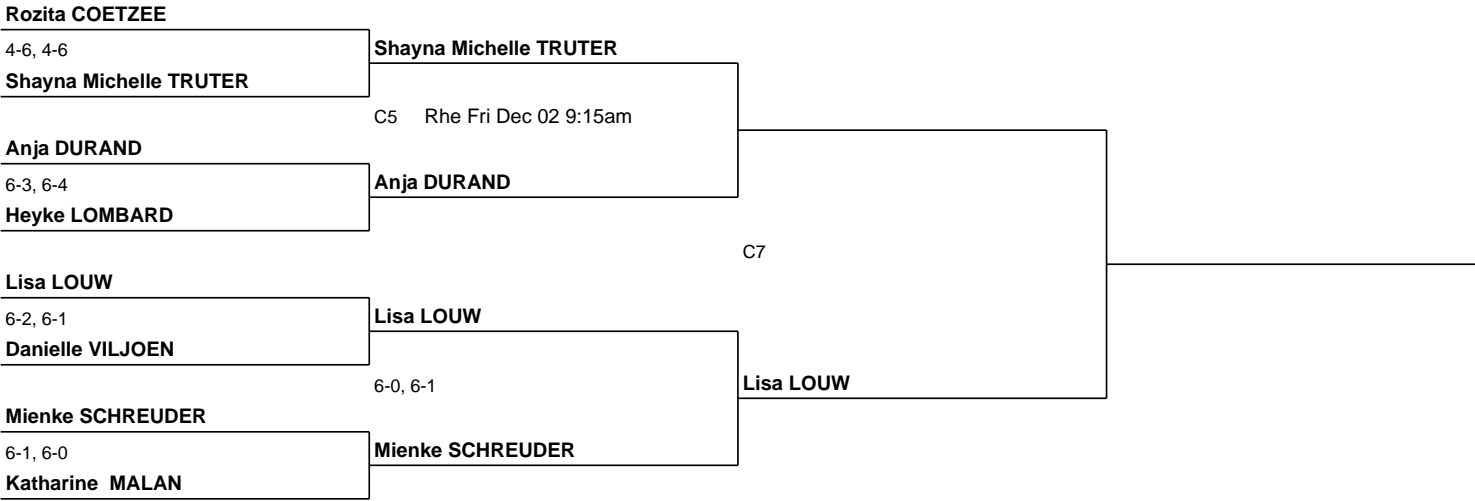 Rozita COETZEE
4-6, 4-6
Shayna Michelle TRUTER
Shayna Michelle TRUTER
C5 Rhe Fri Dec 02 9:15am
Anja DURAND
6-3, 6-4
Anja DURAND
Heyke LOMBARD
C7
Lisa LOUW
6-2, 6-1
Lisa LOUW
Danielle VILJOEN
6-0, 6-1
Lisa LOUW
Mienke SCHREUDER
6-1, 6-0
Mienke SCHREUDER
Katharine MALAN